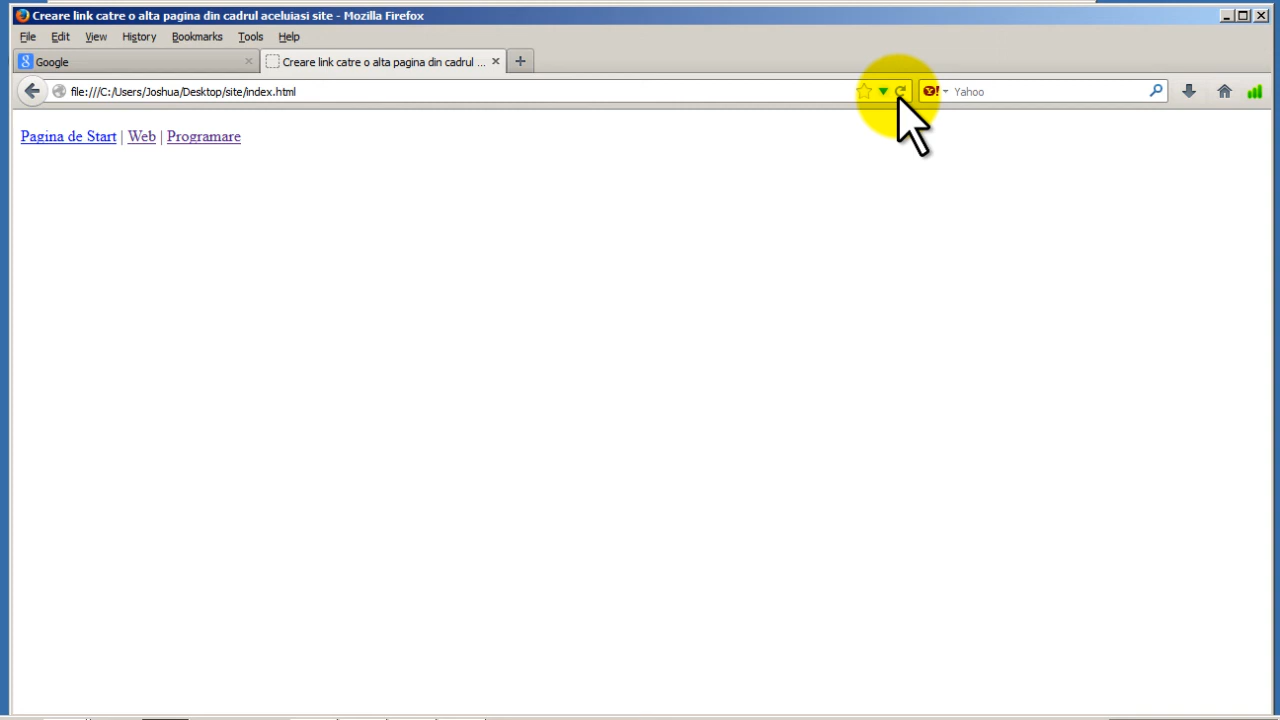 Creare link catre o alta pagina din cadrul aceluiasi site - Mozilla Firefox
File Edit View History Bookmarks Tools Help
Google
Creare link catre o alta pagina din cadrul ...
file:///C:/Users/Joshua/Desktop/site/index.html
Yahoo
Pagina de Start | Web | Programare